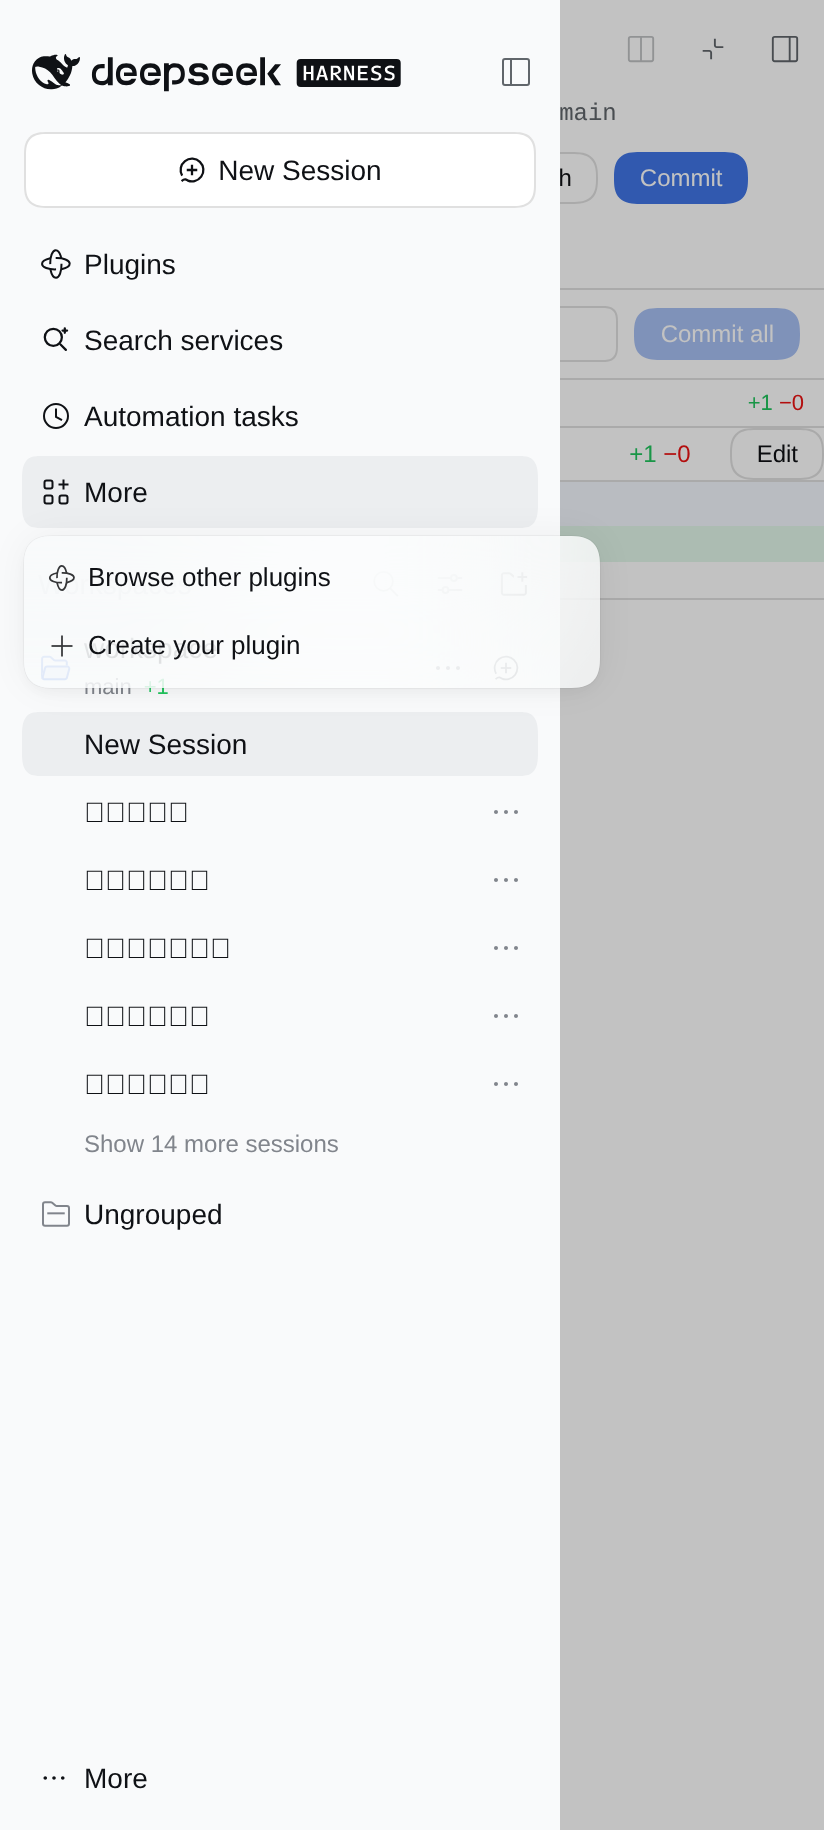 deepseek HARNESS
New Session
Plugins
Search services
Automation tasks
More
Browse other plugins
Create your plugin
workspace
main +1
New Session
Show 14 more sessions
Ungrouped
More
main
h
Commit
Commit all
+1 −0
+1 −0
Edit